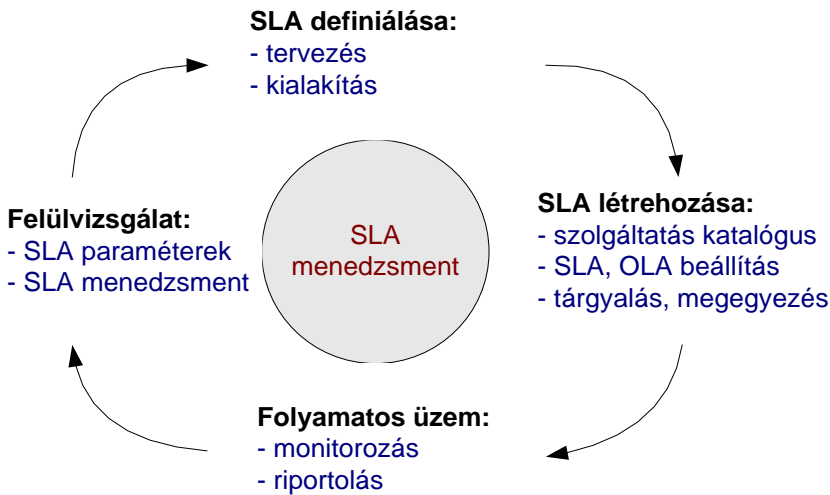 SLA definiálása:
- tervezés
- kialakítás
SLA létrehozása:
- szolgáltatás katalógus
- SLA, OLA beállítás
- tárgyalás, megegyezés
Folyamatos üzem:
- monitorozás
- riportolás
Felülvizsgálat:
- SLA paraméterek
- SLA menedzsment
SLA
menedzsment